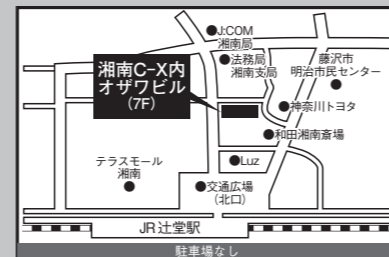 J:COM
湘南局
法務局
湘南支局
藤沢市
明治市民センター
湘南C-X内
オザワビル
(7F)
神奈川トヨタ
和田湘南斎場
テラスモール
湘南
Luz
交通広場
(北口)
JR辻堂駅
駐車場なし